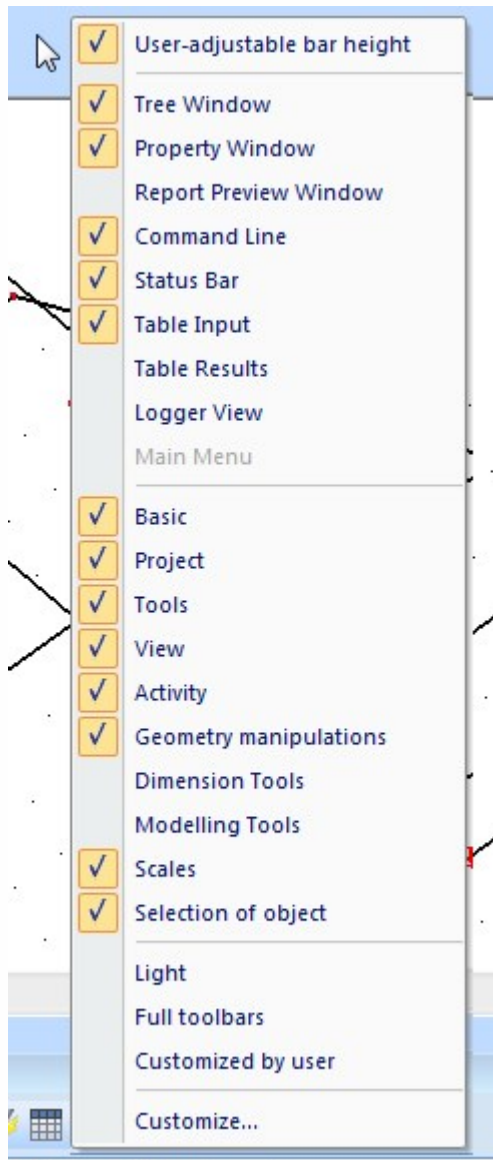 User-adjustable bar height
Tree Window
Property Window
Report Preview Window
Command Line
Status Bar
Table Input
Table Results
Logger View
Main Menu
Basic
Project
Tools
View
Activity
Geometry manipulations
Dimension Tools
Modelling Tools
Scales
Selection of object
Light
Full toolbars
Customized by user
Customize...